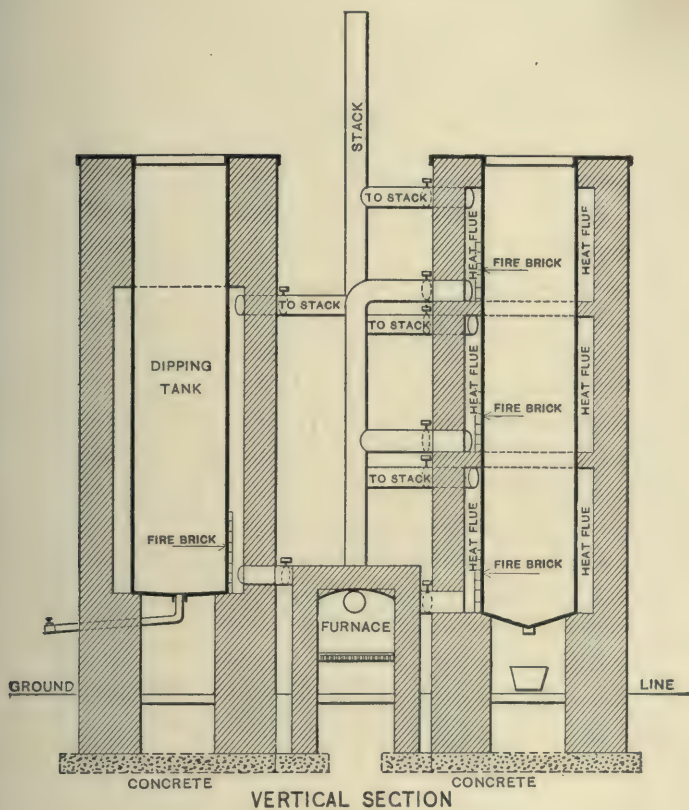 STACK
TO STACK
HEAT FLUE
HEAT FLUE
FIRE BRICK
TO STACK
TO STACK
DIPPING
TANK
HEAT FLUE
HEAT FLUE
FIRE BRICK
TO STACK
HEAT FLUE
HEAT FLUE
FIRE BRICK
FIRE BRICK
FURNACE
GROUND
LINE
CONCRETE
CONCRETE
VERTICAL SECTION